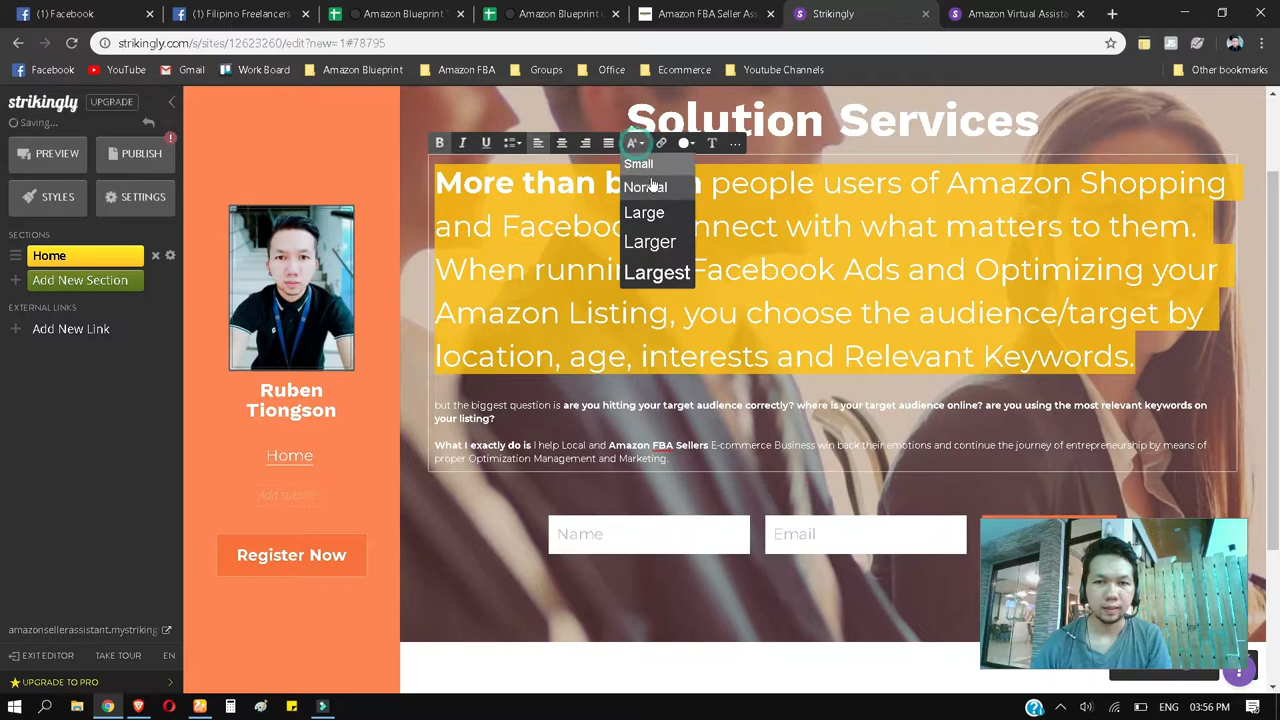 Facebook
Filipino Freelancers
Amazon Blueprint T
Amazon Blueprint
Amazon FBA Seller Ass
Strikingly
Amazon Virtual Assista
strikingly.com/s/sites/12623260/edit?new=1#78795
Facebook
YouTube
Gmail
Work Board
Amazon Blueprint
Amazon FBA
Groups
Office
Ecommerce
Youtube Channels
Other bookmarks
strikingly
UPGRADE
Saving...
PREVIEW
PUBLISH
STYLES
SETTINGS
SECTIONS
Home
Add New Section
EXTERNAL LINKS
Add New Link
amazonsellerassistant.mystriking
EXIT EDITOR
TAKE TOUR
EN
UPGRADE TO PRO
Ruben
Tiongson
Home
Add subtitle
Register Now
Solution Services
B I U
Small
Normal
Large
Larger
Largest
More than b n people users of Amazon Shopping
and Facebo nnect with what matters to them.
When runni Facebook Ads and Optimizing your
Amazon Listing, you choose the audience/target by
location, age, interests and Relevant Keywords.
but the biggest question is are you hitting your target audience correctly? where is your target audience online? are you using the most relevant keywords on
your listing?
What I exactly do is I help Local and Amazon FBA Sellers E-commerce Business win back their emotions and continue the journey of entrepreneurship by means of
proper Optimization Management and Marketing.
Name
Email
ENG
03:56 PM